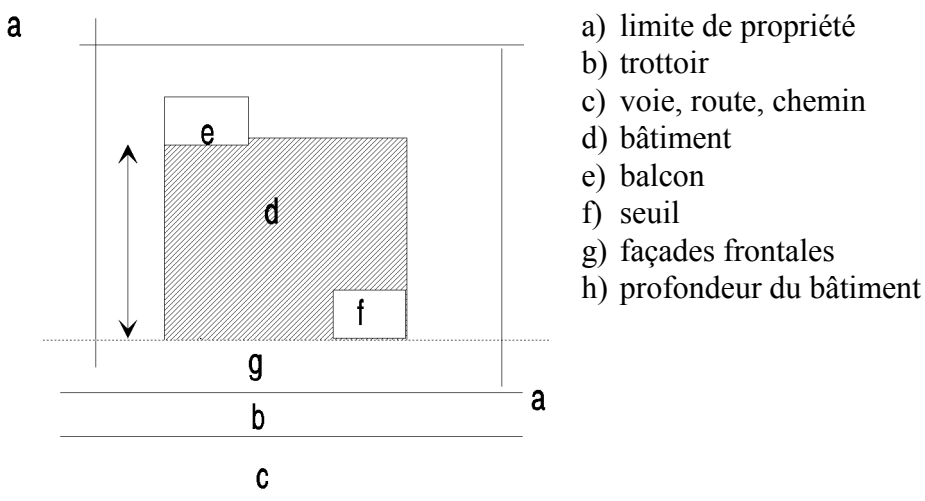 a
e
d
f
g
a
b
c
a) limite de propriété
b) trottoir
c) voie, route, chemin
d) bâtiment
e) balcon
f) seuil
g) façades frontales
h) profondeur du bâtiment